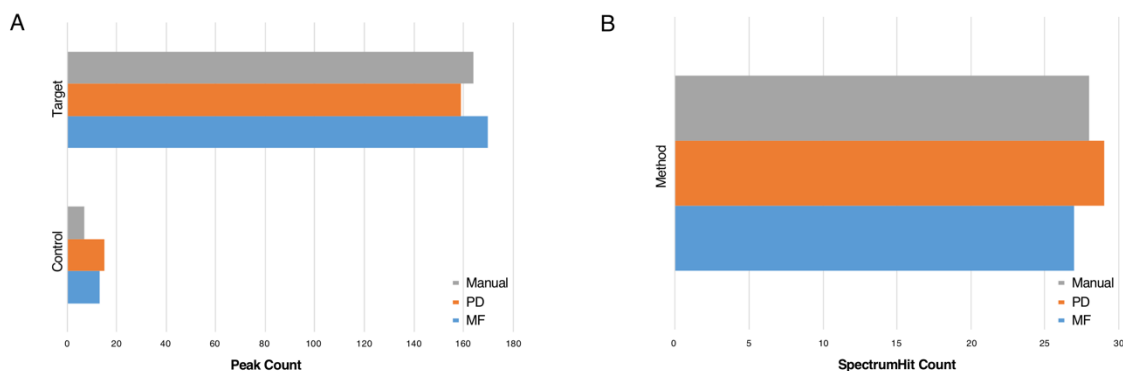 A
Target
Control
Manual
PD
MF
0 20 40 60 80 100 120 140 160 180
Peak Count
B
Method
Manual
PD
MF
0 5 10 15 20 25 30
SpectrumHit Count